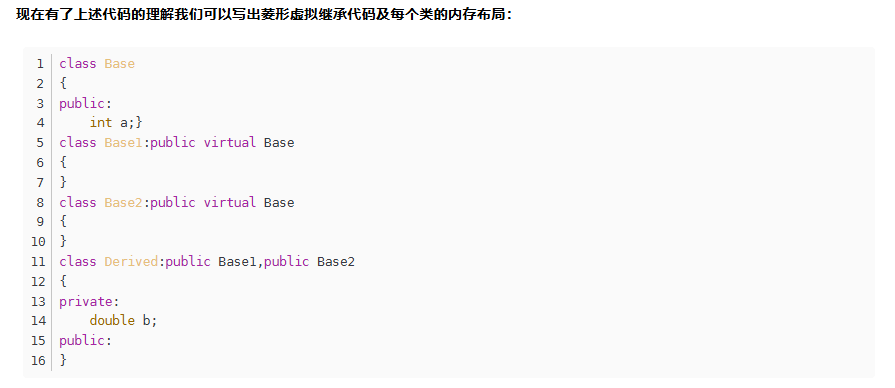 现在有了上述代码的理解我们可以写出菱形虚拟继承代码及每个类的内存布局：
1 class Base
2 {
3 public:
4     int a;}
5 class Base1:public virtual Base
6 {
7 }
8 class Base2:public virtual Base
9 {
10 }
11 class Derived:public Base1,public Base2
12 {
13 private:
14     double b;
15 public:
16 }